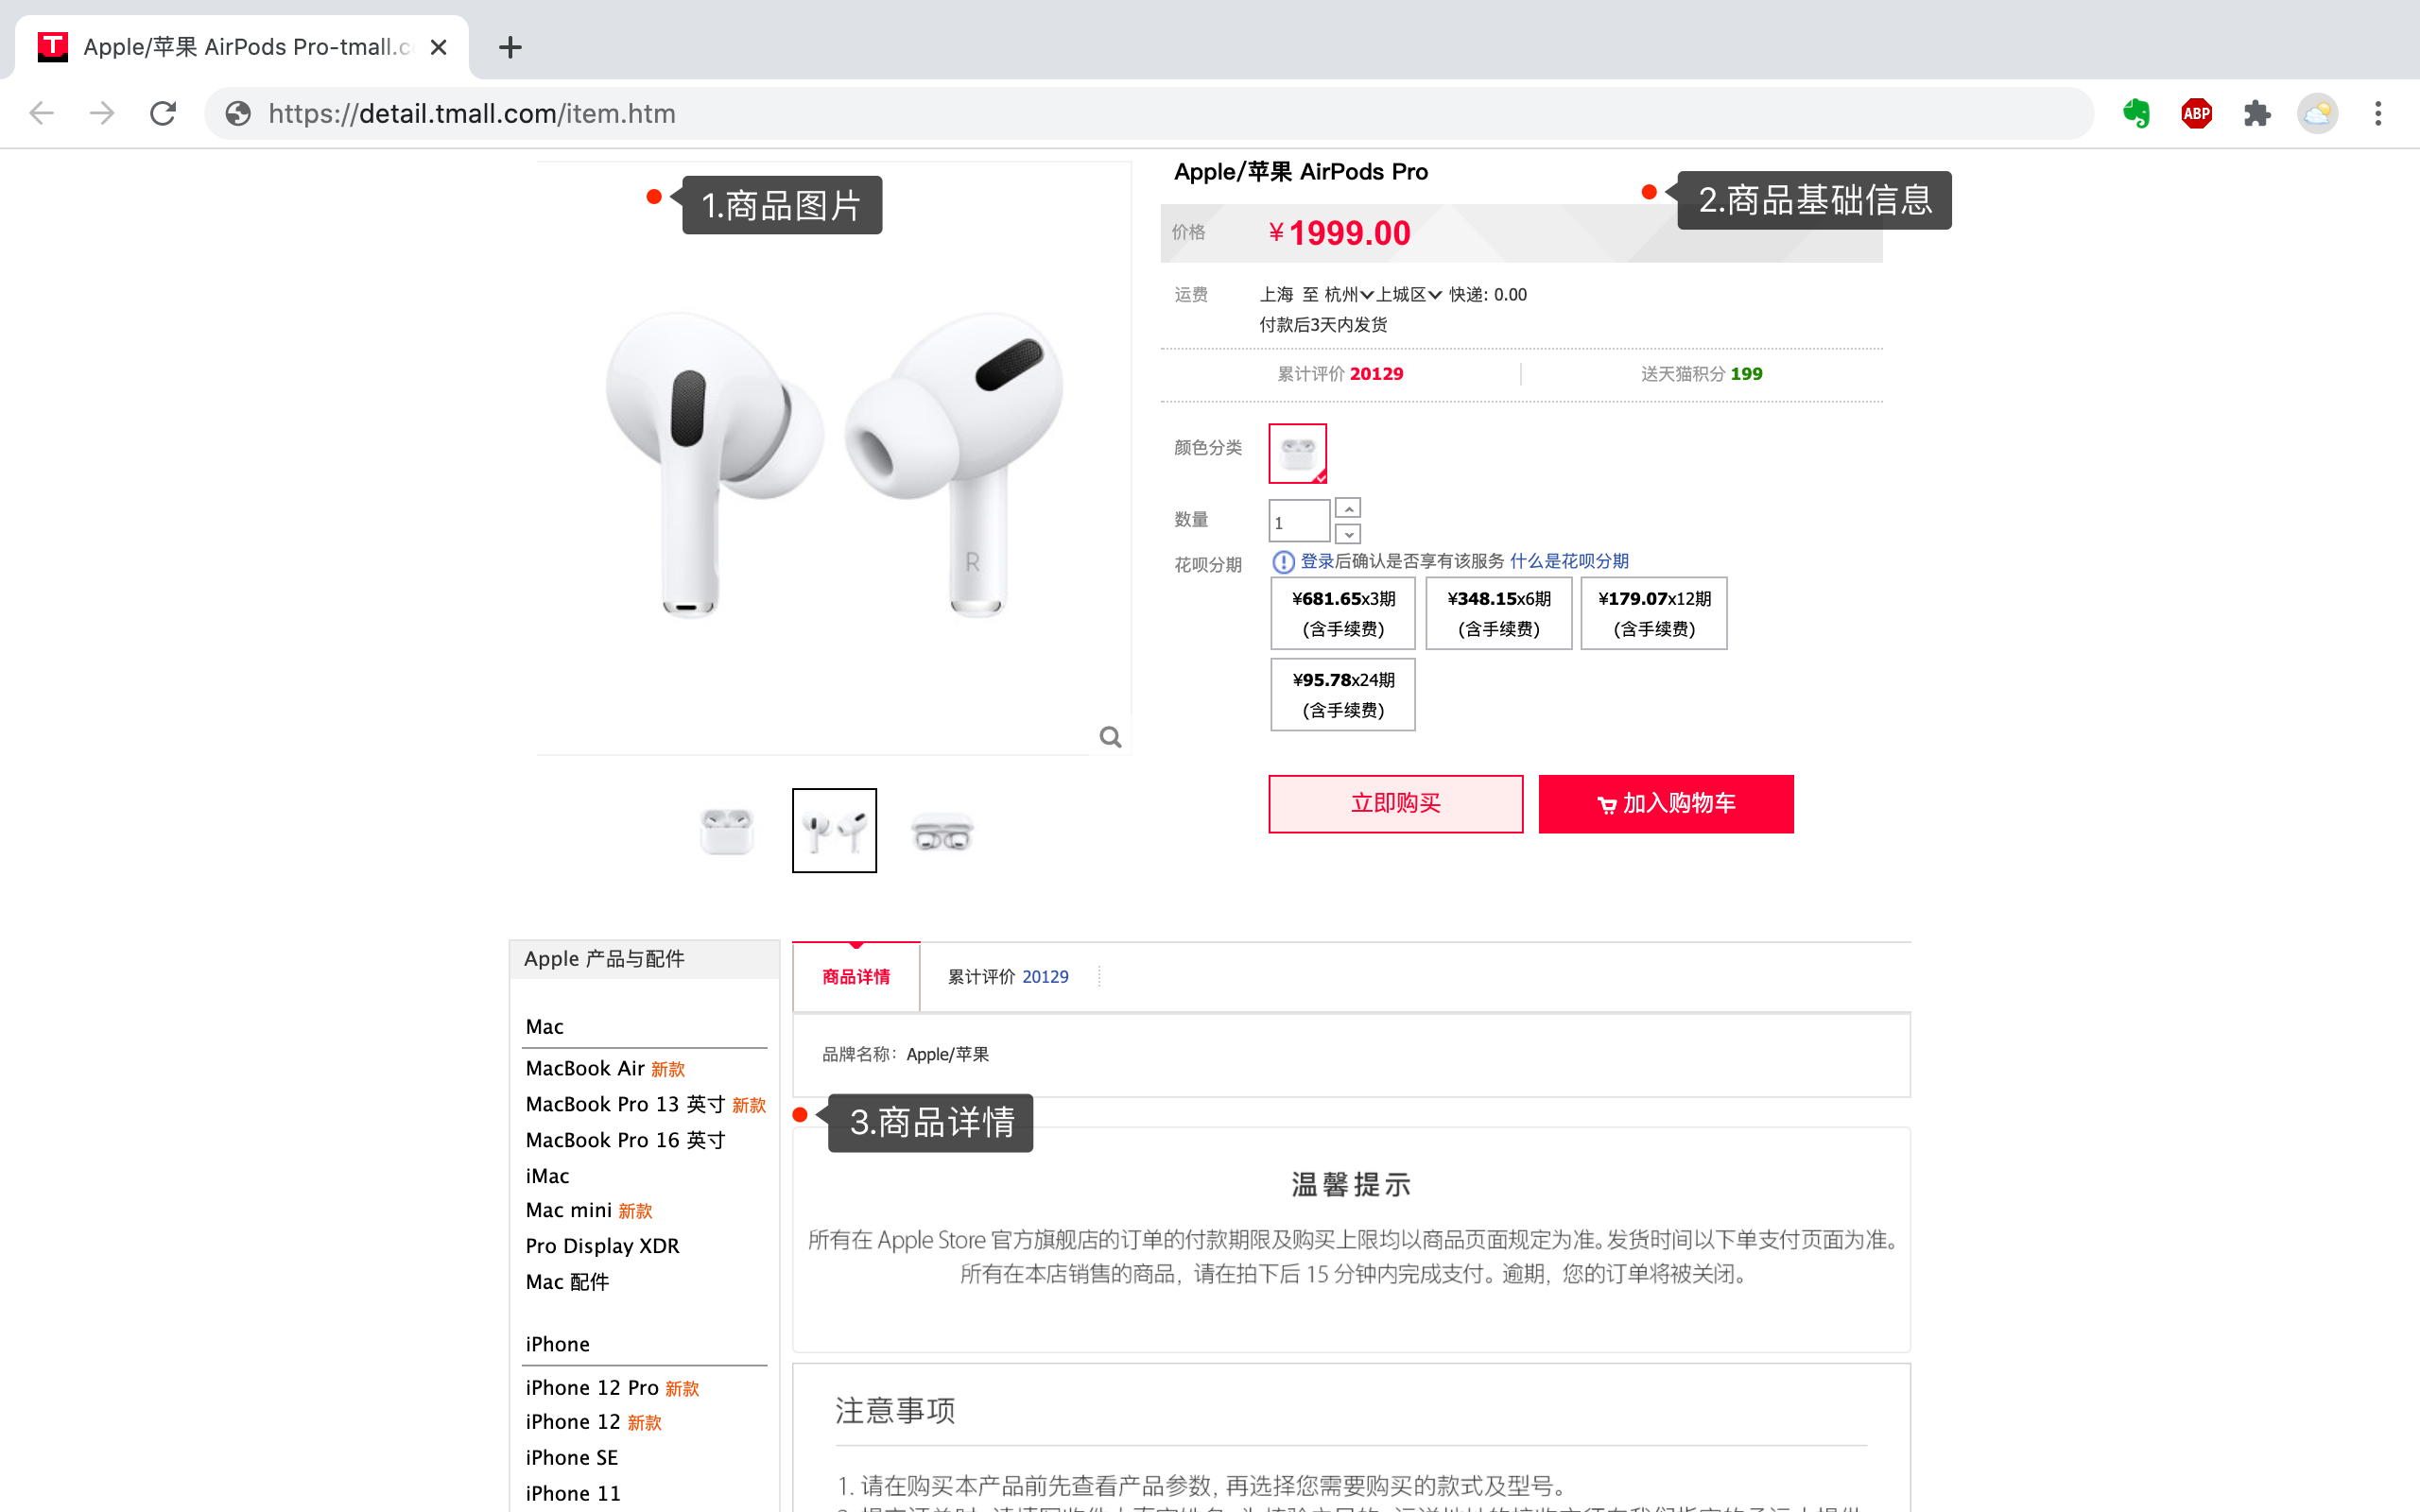 Apple/苹果 AirPods Pro-tmall.c
https://detail.tmall.com/item.htm
ABP
1.商品图片
R
Apple/苹果 AirPods Pro
2.商品基础信息
价格 ¥1999.00
运费 上海 至 杭州 上城区 快递: 0.00
付款后3天内发货
累计评价 20129 送天猫积分 199
颜色分类
数量 1
花呗分期 登录后确认是否享有该服务 什么是花呗分期
¥681.65x3期 ¥348.15x6期 ¥179.07x12期
(含手续费) (含手续费) (含手续费)
¥95.78x24期
(含手续费)
立即购买 加入购物车
Apple 产品与配件
Mac
MacBook Air 新款
MacBook Pro 13 英寸 新款
MacBook Pro 16 英寸
iMac
Mac mini 新款
Pro Display XDR
Mac 配件
iPhone
iPhone 12 Pro 新款
iPhone 12 新款
iPhone SE
iPhone 11
商品详情 累计评价 20129
品牌名称: Apple/苹果
3.商品详情
温馨提示
所有在 Apple Store 官方旗舰店的订单的付款期限及购买上限均以商品页面规定为准。发货时间以下单支付页面为准。
所有在本店销售的商品，请在拍下后 15 分钟内完成支付。逾期，您的订单将被关闭。
注意事项
1. 请在购买本产品前先查看产品参数, 再选择您需要购买的款式及型号。